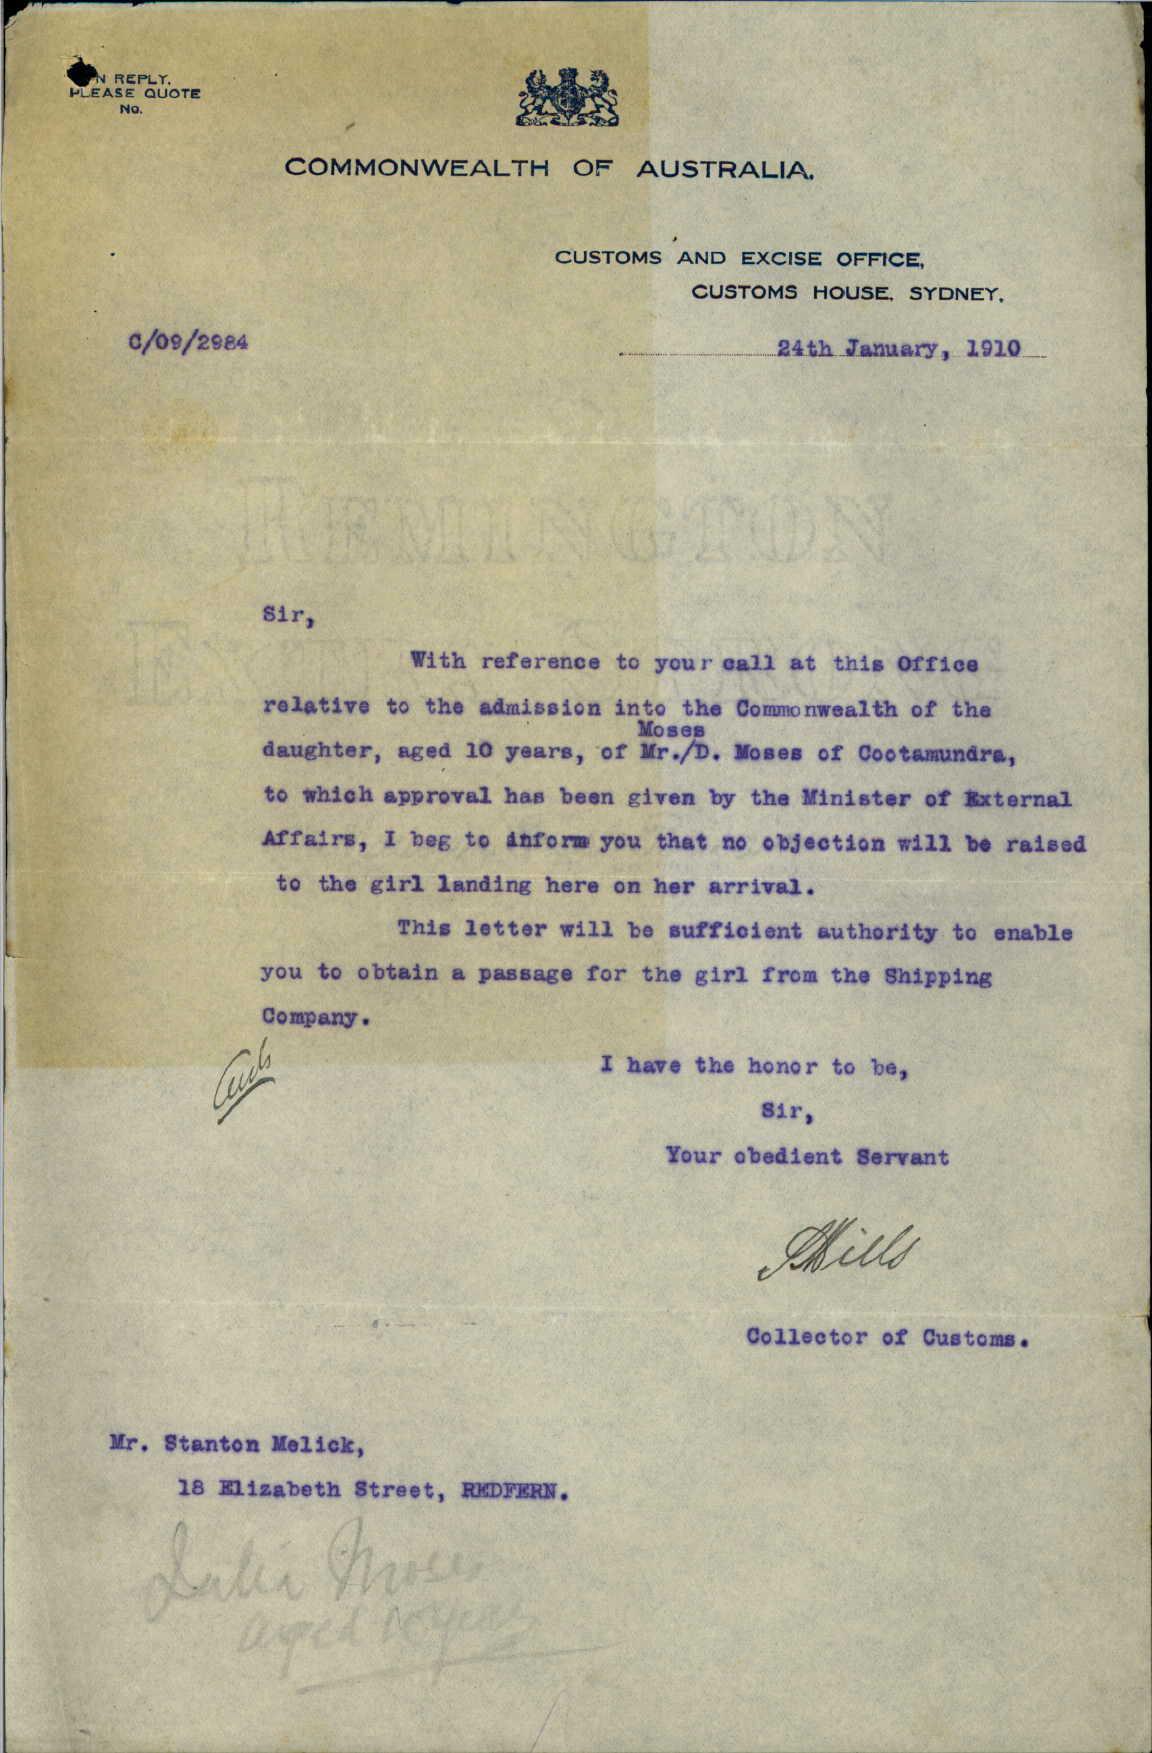 N REPLY.
PLEASE QUOTE
No.
COMMONWEALTH OF AUSTRALIA.
CUSTOMS AND EXCISE OFFICE,
CUSTOMS HOUSE, SYDNEY.
C/09/2984
24th January, 1910
REMINGTON
Sir,
With reference to your call at this Office
relative to the admission into the Commonwealth of the
Moses
daughter, aged 10 years, of Mr./D. Moses of Cootamundra,
to which approval has been given by the Minister of External
Affairs, I beg to inform you that no objection will be raised
to the girl landing here on her arrival.
This letter will be sufficient authority to enable
you to obtain a passage for the girl from the Shipping
Company.
I have the honor to be,
Sir,
Your obedient Servant
Mills
Collector of Customs.
Mr. Stanton Melick,
18 Elizabeth Street, REDFERN.
Moses
aged 10 years